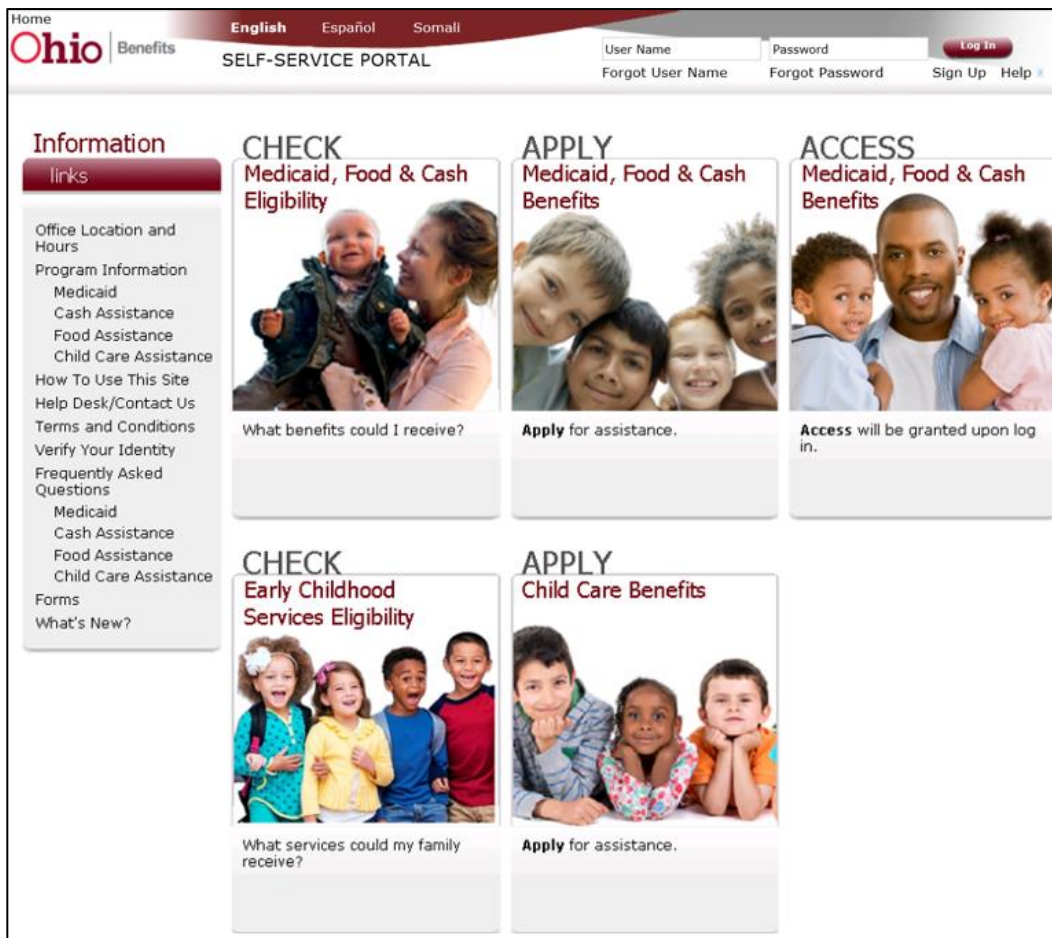 Home
Ohio Benefits
English Español Somali
SELF-SERVICE PORTAL
User Name Password Log In
Forgot User Name Forgot Password Sign Up Help
Information
links
Office Location and
Hours
Program Information
Medicaid
Cash Assistance
Food Assistance
Child Care Assistance
How To Use This Site
Help Desk/Contact Us
Terms and Conditions
Verify Your Identity
Frequently Asked
Questions
Medicaid
Cash Assistance
Food Assistance
Child Care Assistance
Forms
What's New?
CHECK
Medicaid, Food & Cash
Eligibility
What benefits could I receive?
APPLY
Medicaid, Food & Cash
Benefits
Apply for assistance.
ACCESS
Medicaid, Food & Cash
Benefits
Access will be granted upon log
in.
CHECK
Early Childhood
Services Eligibility
What services could my family
receive?
APPLY
Child Care Benefits
Apply for assistance.